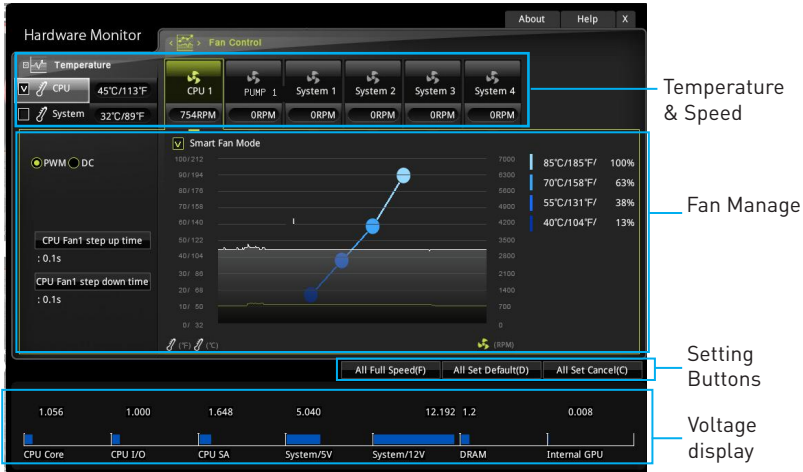 About Help X
Hardware Monitor
Fan Control
Temperature
CPU 45°C/113°F
System 32°C/89°F
CPU 1 PUMP 1 System 1 System 2 System 3 System 4
754RPM 0RPM 0RPM 0RPM 0RPM 0RPM
Temperature
& Speed
PWM DC
CPU Fan1 step up time
: 0.1s
CPU Fan1 step down time
: 0.1s
Smart Fan Mode
100/212 7000
90/194 6300
80/176 5600
70/158 4900
60/140 4200
50/122 3500
40/104 2800
30/ 86 2100
20/ 68 1400
10/ 50 700
0/ 32 0
(°F) (°C) (RPM)
85°C/185°F/ 100%
70°C/158°F/ 63%
55°C/131°F/ 38%
40°C/104°F/ 13%
Fan Manage
All Full Speed(F) All Set Default(D) All Set Cancel(C)
Setting
Buttons
1.056 1.000 1.648 5.040 12.192 1.2 0.008
CPU Core CPU I/O CPU SA System/5V System/12V DRAM Internal GPU
Voltage
display